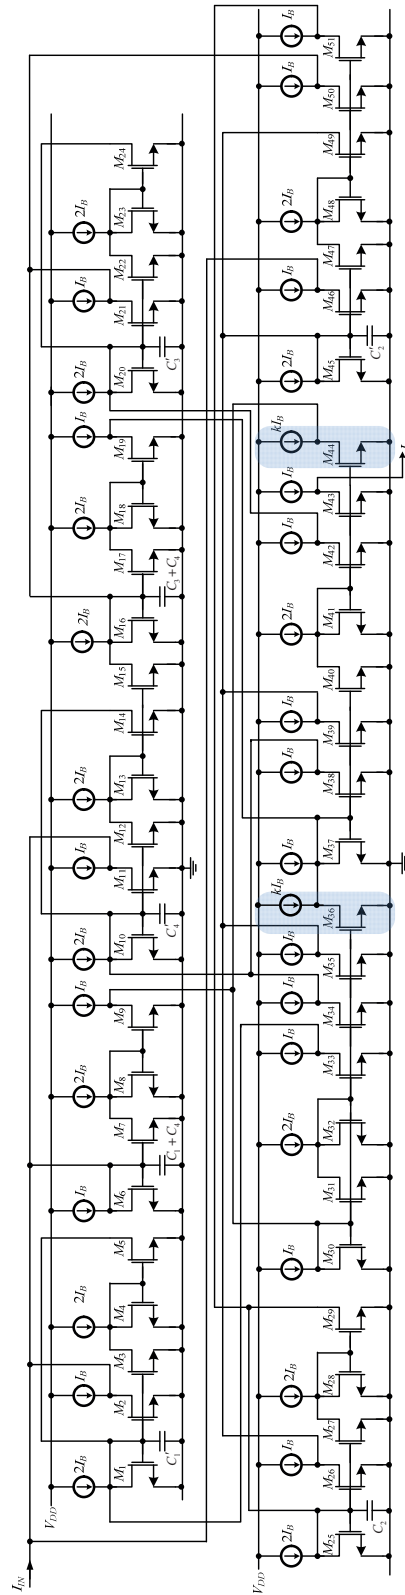 I_IN
V_DD
2I_B I_B 2I_B I_B 2I_B I_B 2I_B I_B 2I_B 2I_B 2I_B I_B 2I_B I_B 2I_B
M_1 M_2 M_3 M_4 M_5 M_6 M_7 M_8 M_9 M_10 M_11 M_12 M_13 M_14 M_15 M_16 M_17 M_18 M_19 M_20 M_21 M_22 M_23 M_24
C'_1 C_1+C_4 C_4 C_3+C_4 C'_3
V_DD
2I_B I_B 2I_B I_B 2I_B I_B I_B I_B kI_B I_B I_B I_B 2I_B I_B I_B kI_B 2I_B I_B 2I_B I_B I_B
M_25 M_26 M_27 M_28 M_29 M_30 M_31 M_32 M_33 M_34 M_35 M_36 M_37 M_38 M_39 M_40 M_41 M_42 M_43 M_44 M_45 M_46 M_47 M_48 M_49 M_50 M_51
C_2 C'_2